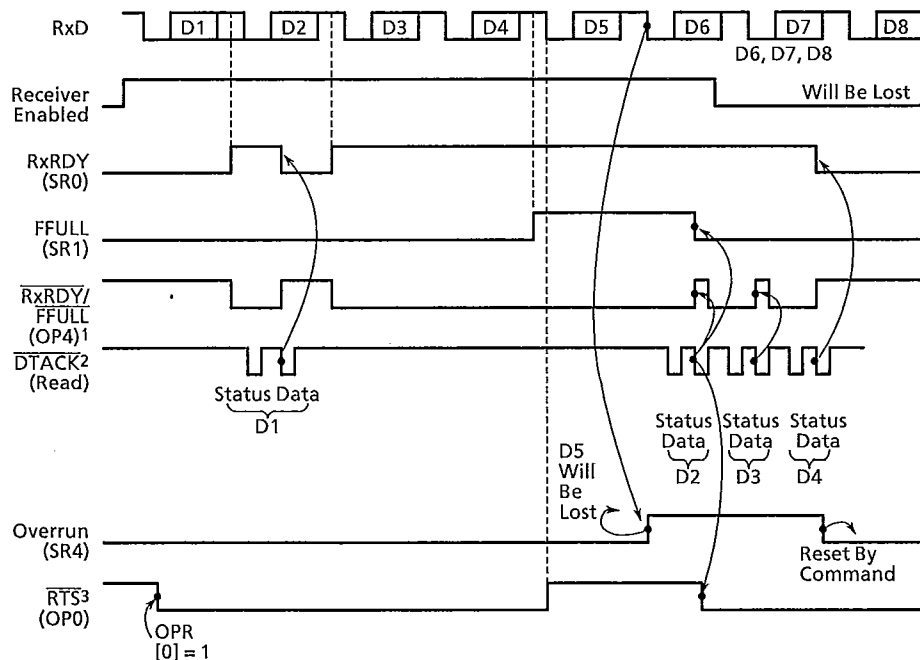 RxD D1 D2 D3 D4 D5 D6 D7 D8
D6, D7, D8
Will Be Lost
Receiver
Enabled
RxRDY
(SR0)
FFULL
(SR1)
RxRDY/
FFULL
(OP4)1
DTACK2
(Read)
Status Data
D1
Status
Data
D2
Status
Data
D3
Status
Data
D4
D5
Will
Be
Lost
Overrun
(SR4)
Reset By
Command
RTS3
(OP0)
OPR
[0] = 1